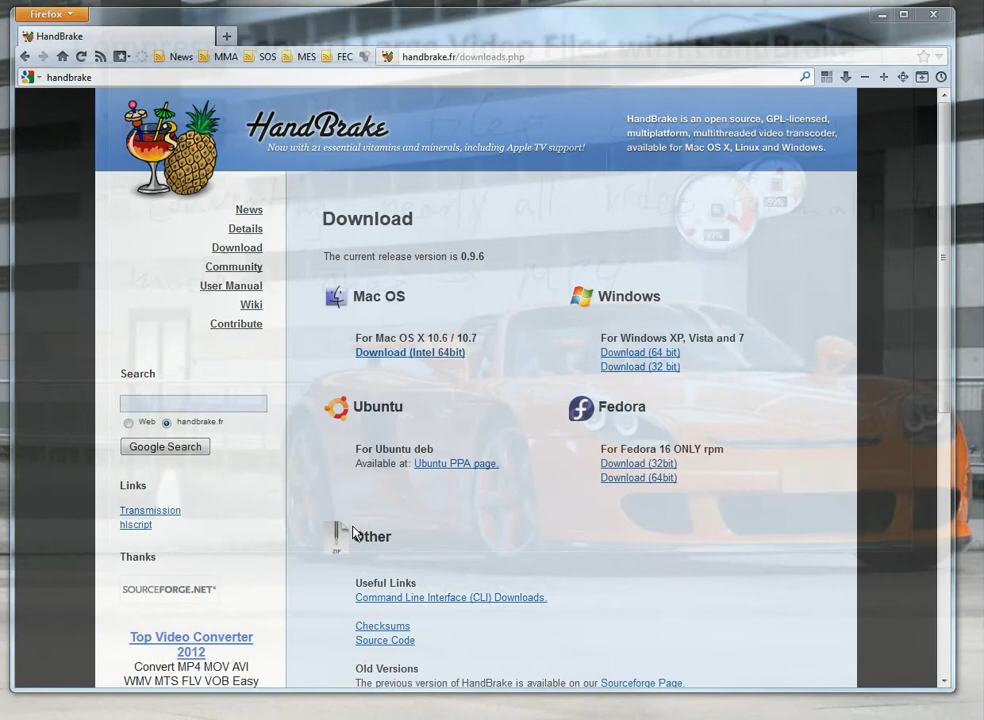 Firefox
HandBrake
News MMA SOS MES FEC handbrake.fr/downloads.php
handbrake
HandBrake
Now with 21 essential vitamins and minerals, including Apple TV support!
HandBrake is an open source, GPL-licensed,
multiplatform, multithreaded video transcoder,
available for Mac OS X, Linux and Windows.
News
Details
Download
Community
User Manual
Wiki
Contribute
Search
Web handbrake.fr
Google Search
Links
Transmission
hlscript
Thanks
SOURCEFORGE.NET®
Top Video Converter
2012
Convert MP4 MOV AVI
WMV MTS FLV VOB Easy
Download
The current release version is 0.9.6
Mac OS
For Mac OS X 10.6 / 10.7
Download (Intel 64bit)
Windows
For Windows XP, Vista and 7
Download (64 bit)
Download (32 bit)
Ubuntu
For Ubuntu deb
Available at: Ubuntu PPA page.
Fedora
For Fedora 16 ONLY rpm
Download (32bit)
Download (64bit)
ZIP
Other
Useful Links
Command Line Interface (CLI) Downloads.
Checksums
Source Code
Old Versions
The previous version of HandBrake is available on our Sourceforge Page.